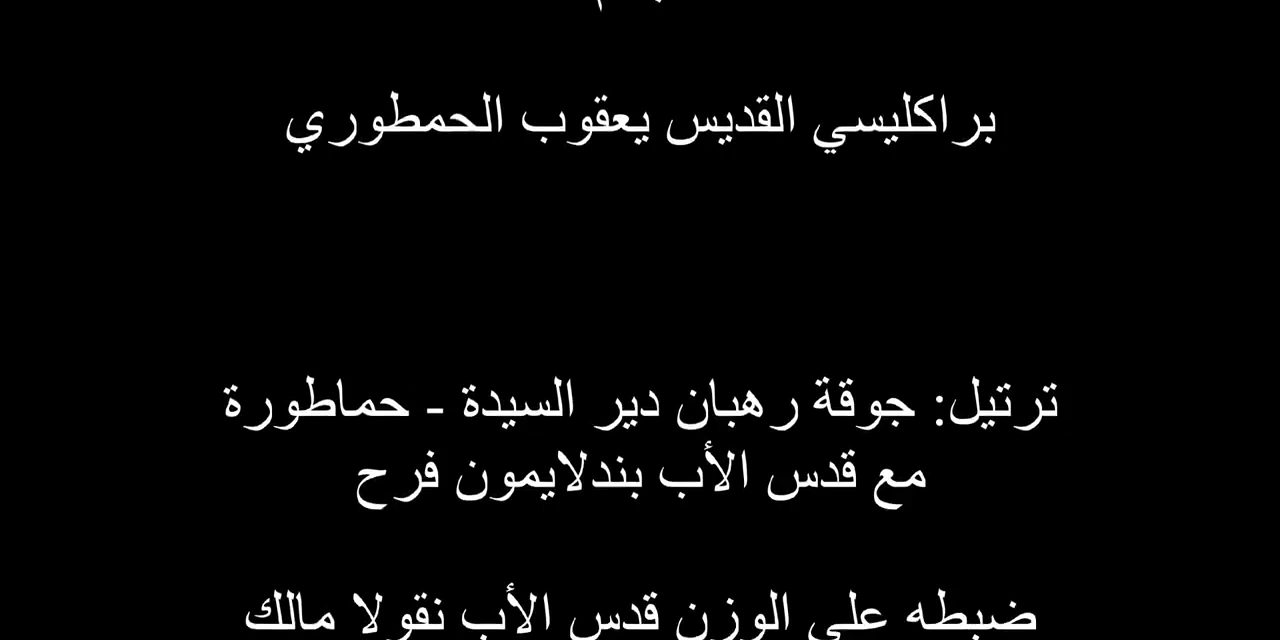 براكليسي القديس يعقوب الحمطوري
ترتيل: جوقة رهبان دير السيدة - حماطورة
مع قدس الأب بندلايمون فرح
ضبطه على الوزن قدس الأب نقولا مالك